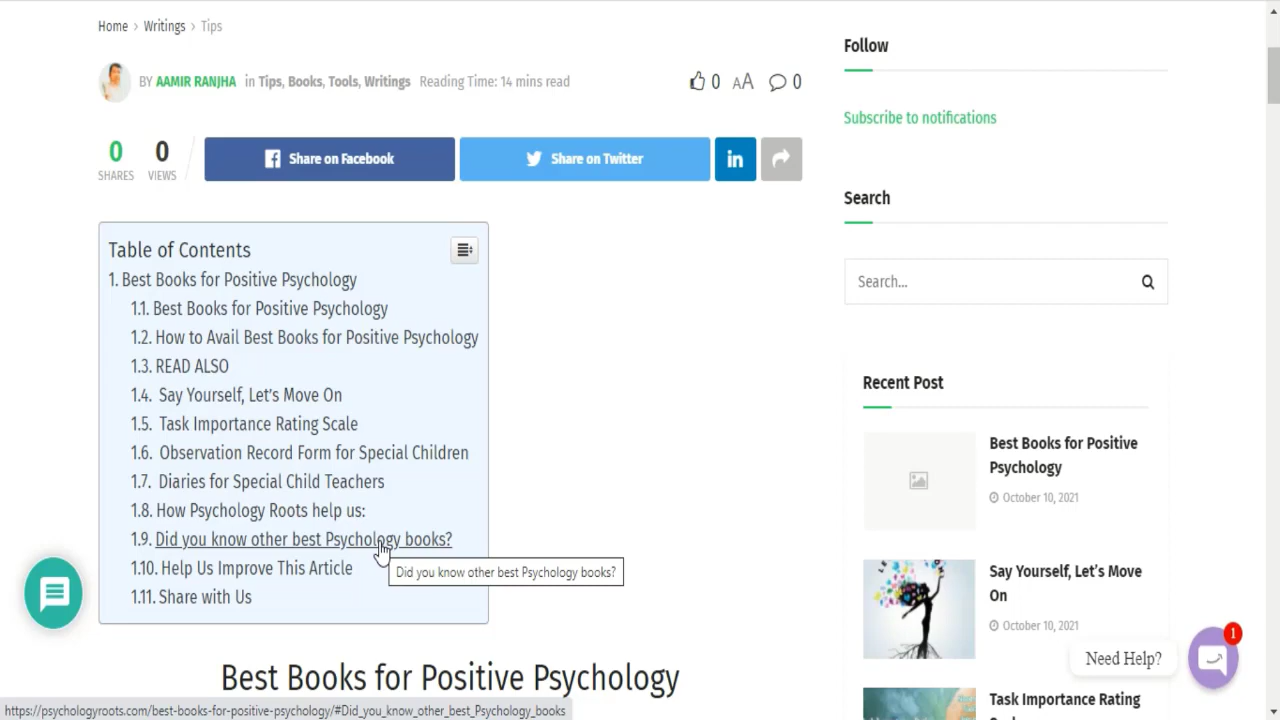 Home > Writings > Tips
BY AAMIR RANJHA in Tips, Books, Tools, Writings Reading Time: 14 mins read
0 AA 0
0 SHARES
0 VIEWS
Share on Facebook
Share on Twitter
in
Table of Contents
1. Best Books for Positive Psychology
1.1. Best Books for Positive Psychology
1.2. How to Avail Best Books for Positive Psychology
1.3. READ ALSO
1.4. Say Yourself, Let's Move On
1.5. Task Importance Rating Scale
1.6. Observation Record Form for Special Children
1.7. Diaries for Special Child Teachers
1.8. How Psychology Roots help us:
1.9. Did you know other best Psychology books?
Did you know other best Psychology books?
1.10. Help Us Improve This Article
1.11. Share with Us
Best Books for Positive Psychology
https://psychologyroots.com/best-books-for-positive-psychology/#Did_you_know_other_best_Psychology_books
Follow
Subscribe to notifications
Search
Search...
Recent Post
Best Books for Positive
Psychology
October 10, 2021
Say Yourself, Let's Move
On
October 10, 2021
Need Help?
1
Task Importance Rating